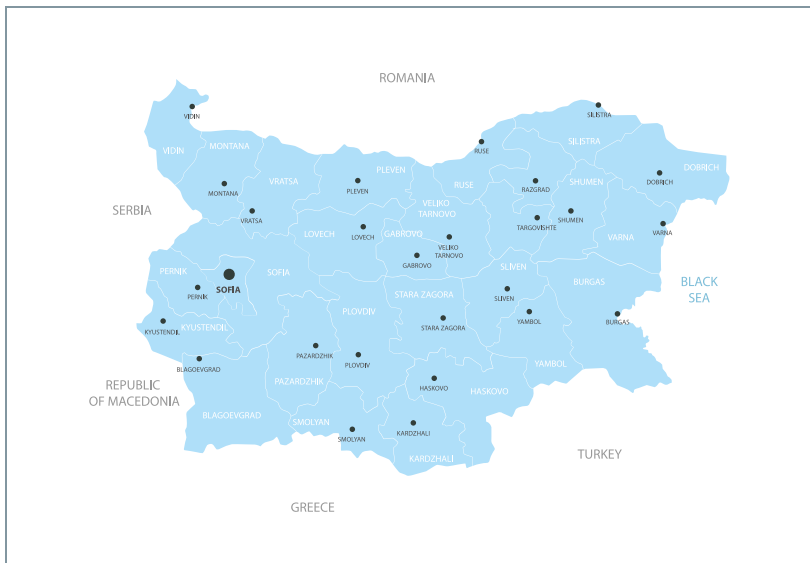 ROMANIA
VIDIN
SILISTRA
MONTANA
VIDIN
SILISTRA
RUSE
PLEVEN
DOBRICH
VRATSA
MONTANA
PLEVEN
RUSE
RAZGRAD
SHUMEN
DOBRICH
SERBIA
VRATSA
VELJKO
TARNOVO
TARGOVISHTE
SHUMEN
LOVECH
LOVECH
GABROVO
VELIKO
TARNOVO
VARNA
VARNA
PERNIK
SOFIA
GABROVO
SLIVEN
PERNIK
SOFIA
STARA ZAGORA
SLIVEN
BURGAS
BLACK
SEA
KYUSTENDIL
KYUSTENDIL
PLOVDIV
STARA ZAGORA
YAMBOL
BURGAS
BLAGOEVGRAD
PAZARDZHIK
PLOVDIV
YAMBOL
REPUBLIC
OF MACEDONIA
PAZARDZHIK
HASKOVO
HASKOVO
BLAGOEVGRAD
SMOLYAN
SMOLYAN
KARDZHALI
KARDZHALI
TURKEY
GREECE